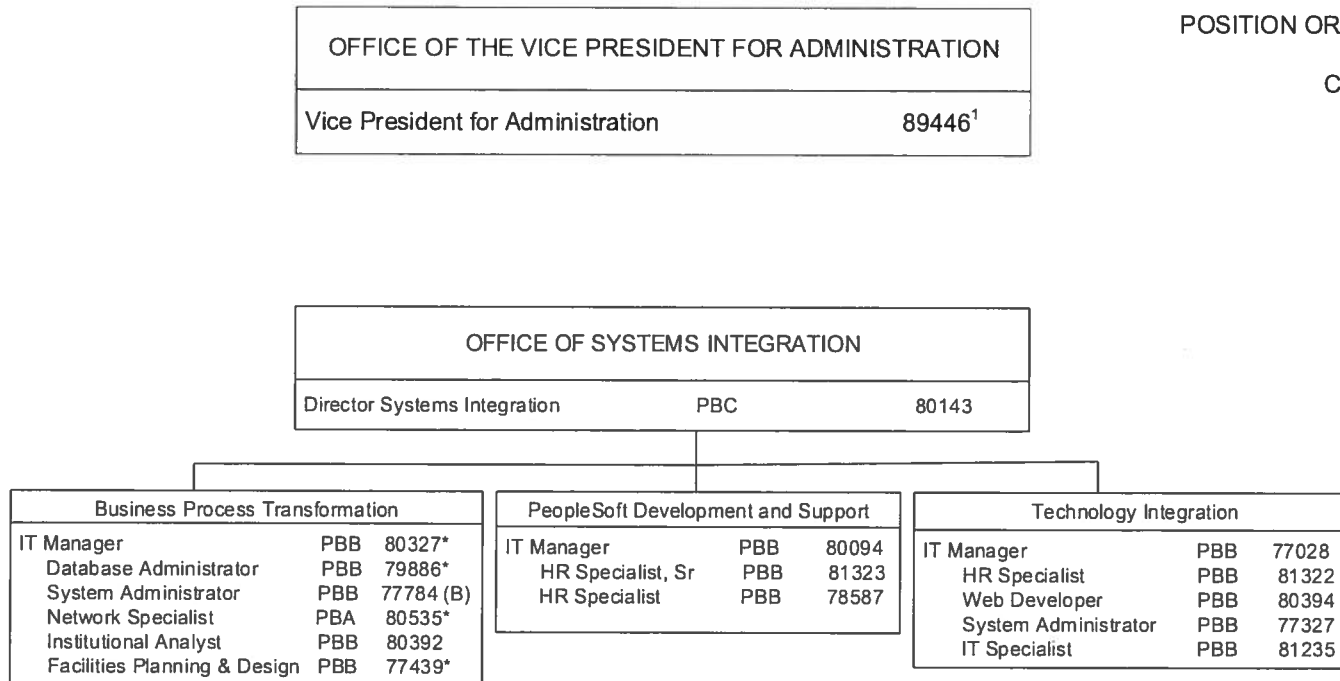 POSITION OR
C
OFFICE OF THE VICE PRESIDENT FOR ADMINISTRATION
Vice President for Administration 89446¹
OFFICE OF SYSTEMS INTEGRATION
Director Systems Integration PBC 80143
Business Process Transformation
IT Manager PBB 80327*
Database Administrator PBB 79886*
System Administrator PBB 77784 (B)
Network Specialist PBA 80535*
Institutional Analyst PBB 80392
Facilities Planning & Design PBB 77439*
PeopleSoft Development and Support
IT Manager PBB 80094
HR Specialist, Sr PBB 81323
HR Specialist PBB 78587
Technology Integration
IT Manager PBB 77028
HR Specialist PBB 81322
Web Developer PBB 80394
System Administrator PBB 77327
IT Specialist PBB 81235